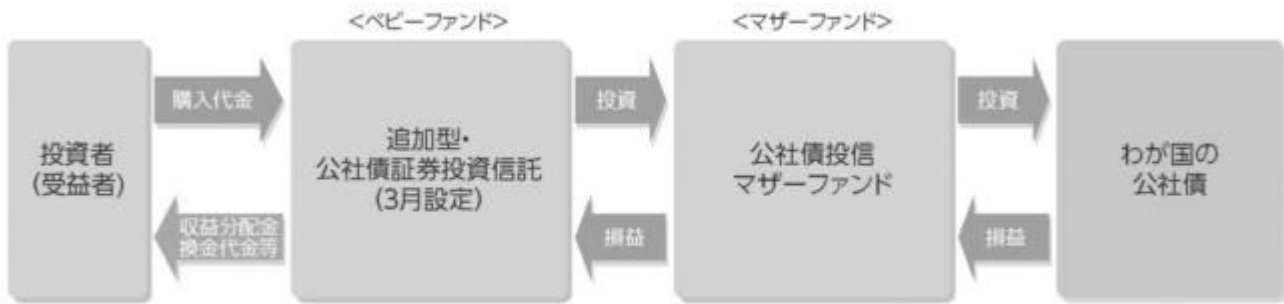 <ベビーファンド>
<マザーファンド>
投資者
(受益者)
購入代金
収益分配金
換金代金等
追加型・
公社債証券投資信託
(3月設定)
投資
損益
公社債投信
マザーファンド
投資
損益
わが国の
公社債